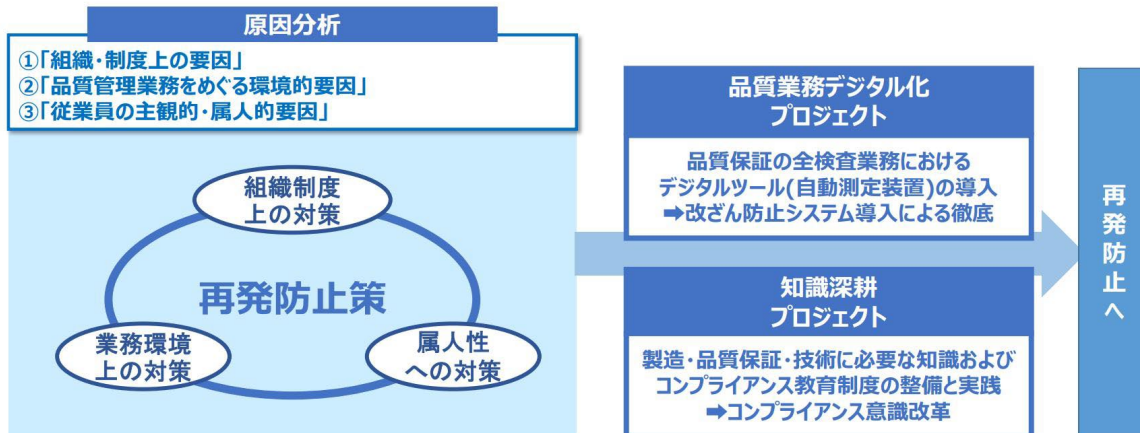 原因分析
①「組織・制度上の要因」
②「品質管理業務をめぐる環境的要因」
③「従業員の主観的・属人的要因」
組織制度
上の対策
再発防止策
業務環境
上の対策
属人性
への対策
品質業務デジタル化
プロジェクト
品質保証の全検査業務における
デジタルツール(自動測定装置)の導入
➡改ざん防止システム導入による徹底
知識深耕
プロジェクト
製造・品質保証・技術に必要な知識および
コンプライアンス教育制度の整備と実践
➡コンプライアンス意識改革
再発防止へ